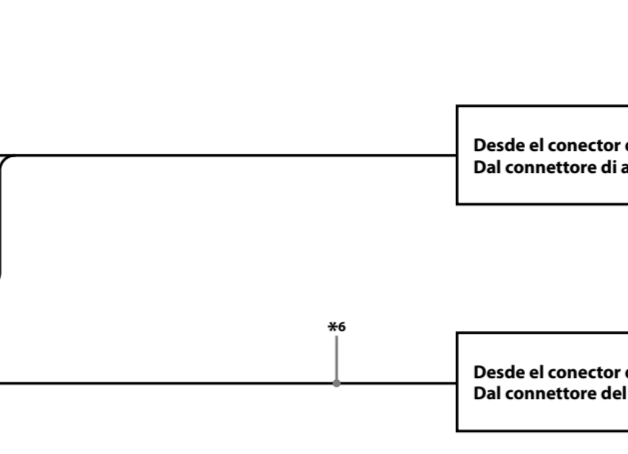 Desde el conector
Dal connettore di
*6
Desde el conector
Dal connettore del